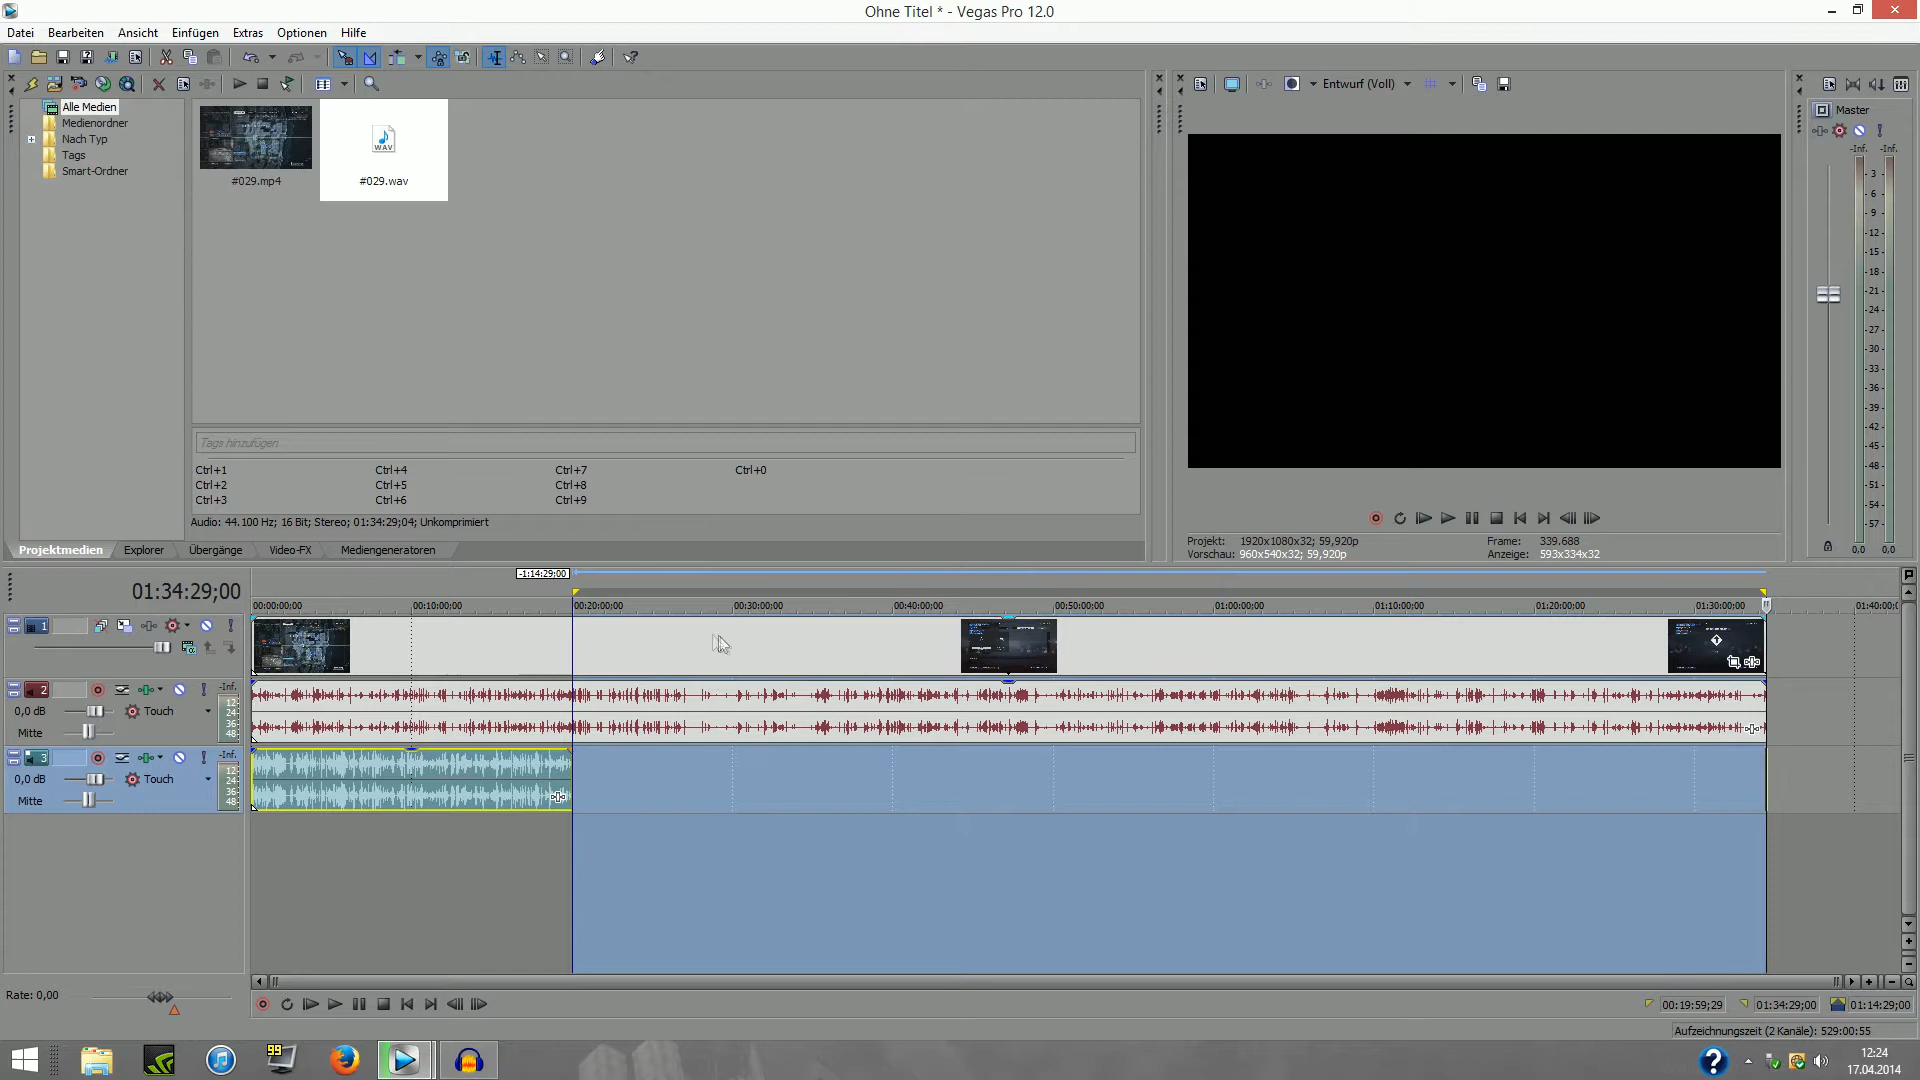 Ohne Titel * - Vegas Pro 12.0
Datei Bearbeiten Ansicht Einfügen Extras Optionen Hilfe
Entwurf (Voll)
Alle Medien
Medienordner
Nach Typ
Tags
Smart-Ordner
WAV
#029.mp4 #029.wav
Master
-Inf. -Inf.
3
6
9
12
15
18
21
24
27
30
33
36
39
42
45
48
51
54
57
0,0 0,0
Tags hinzufügen
Ctrl+1 Ctrl+4 Ctrl+7 Ctrl+0
Ctrl+2 Ctrl+5 Ctrl+8
Ctrl+3 Ctrl+6 Ctrl+9
Audio: 44.100 Hz; 16 Bit; Stereo; 01:34:29;04; Unkomprimiert
Projektmedien Explorer Übergänge Video-FX Mediengeneratoren
Projekt: 1920x1080x32; 59,920p Frame: 339.688
Vorschau: 960x540x32; 59,920p Anzeige: 593x334x32
-1:14:29;00
01:34:29;00
00:00:00;00 00:10:00;00 00:20:00;00 00:30:00;00 00:40:00;00 00:50:00;00 01:00:00;00 01:10:00;00 01:20:00;00 01:30:00;00 01:40:00;0
1
2 -Inf.
12
24
36
48
0,0 dB Touch
Mitte
3 -Inf.
12
24
36
48
0,0 dB Touch
Mitte
Rate: 0,00
00:19:59;29 01:34:29;00 01:14:29;00
Aufzeichnungszeit (2 Kanäle): 529:00:55
99
12:24
17.04.2014